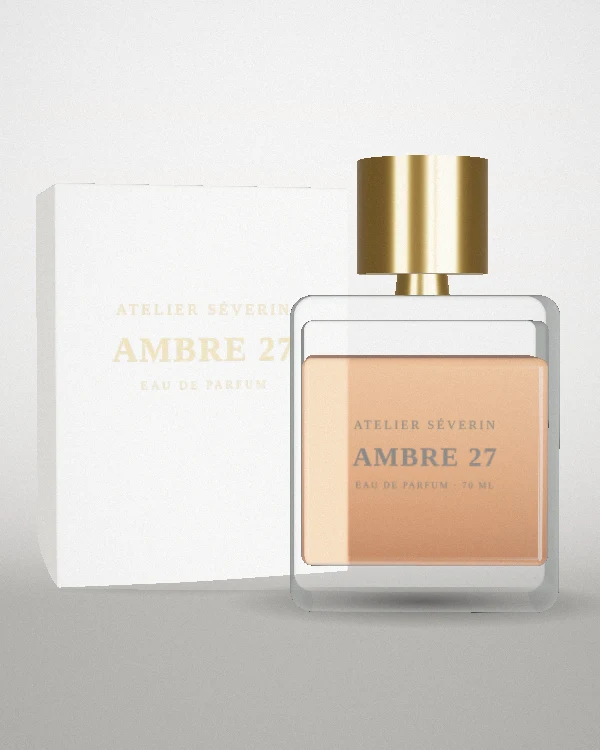 ATELIER SÉVERIN
AMBRE 27
EAU DE PARFUM
ATELIER SÉVERIN
AMBRE 27
EAU DE PARFUM · 70 ML